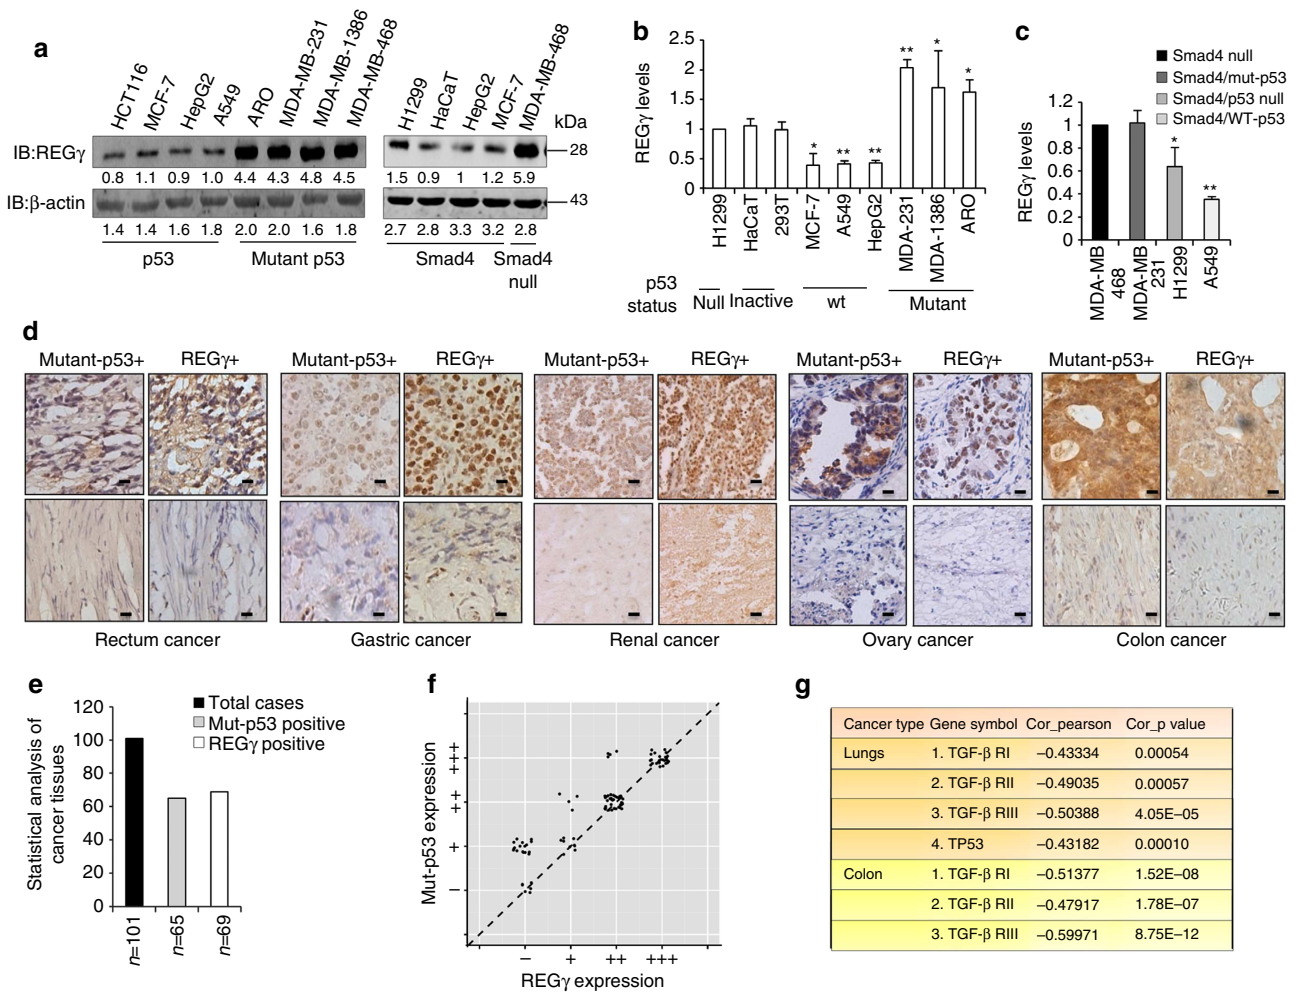 a
HCT116 MCF-7 HepG2 A549 ARO MDA-MB-231 MDA-MB-1386 MDA-MB-468
H1299 HaCaT HepG2 MCF-7 MDA-MB-468
kDa
IB:REGγ
28
0.8 1.1 0.9 1.0 4.4 4.3 4.8 4.5
1.5 0.9 1 1.2 5.9
IB:β-actin
43
1.4 1.4 1.6 1.8 2.0 2.0 1.6 1.8
2.7 2.8 3.3 3.2 2.8
p53 Mutant p53
Smad4 Smad4 null
b
REGγ levels
2.5
2
1.5
1
0.5
0
* ** ** ** * *
H1299 HaCaT 293T MCF-7 A549 HepG2 MDA-231 MDA-1386 ARO
p53 status
Null Inactive wt Mutant
c
Smad4 null
Smad4/mut-p53
Smad4/p53 null
Smad4/WT-p53
REGγ levels
1.2
1
0.8
0.6
0.4
0.2
0
* **
MDA-MB 468 MDA-MB 231 H1299 A549
d
Mutant-p53+ REGγ+ Mutant-p53+ REGγ+ Mutant-p53+ REGγ+ Mutant-p53+ REGγ+ Mutant-p53+ REGγ+
Rectum cancer Gastric cancer Renal cancer Ovary cancer Colon cancer
e
Statistical analysis of
cancer tissues
Total cases
Mut-p53 positive
REGγ positive
120
100
80
60
40
20
0
n=101 n=65 n=69
f
Mut-p53 expression
+++
++
+
−
− + ++ +++
REGγ expression
g
Cancer type Gene symbol Cor_pearson Cor_p value
Lungs 1. TGF-β RI −0.43334 0.00054
2. TGF-β RII −0.49035 0.00057
3. TGF-β RIII −0.50388 4.05E−05
4. TP53 −0.43182 0.00010
Colon 1. TGF-β RI −0.51377 1.52E−08
2. TGF-β RII −0.47917 1.78E−07
3. TGF-β RIII −0.59971 8.75E−12